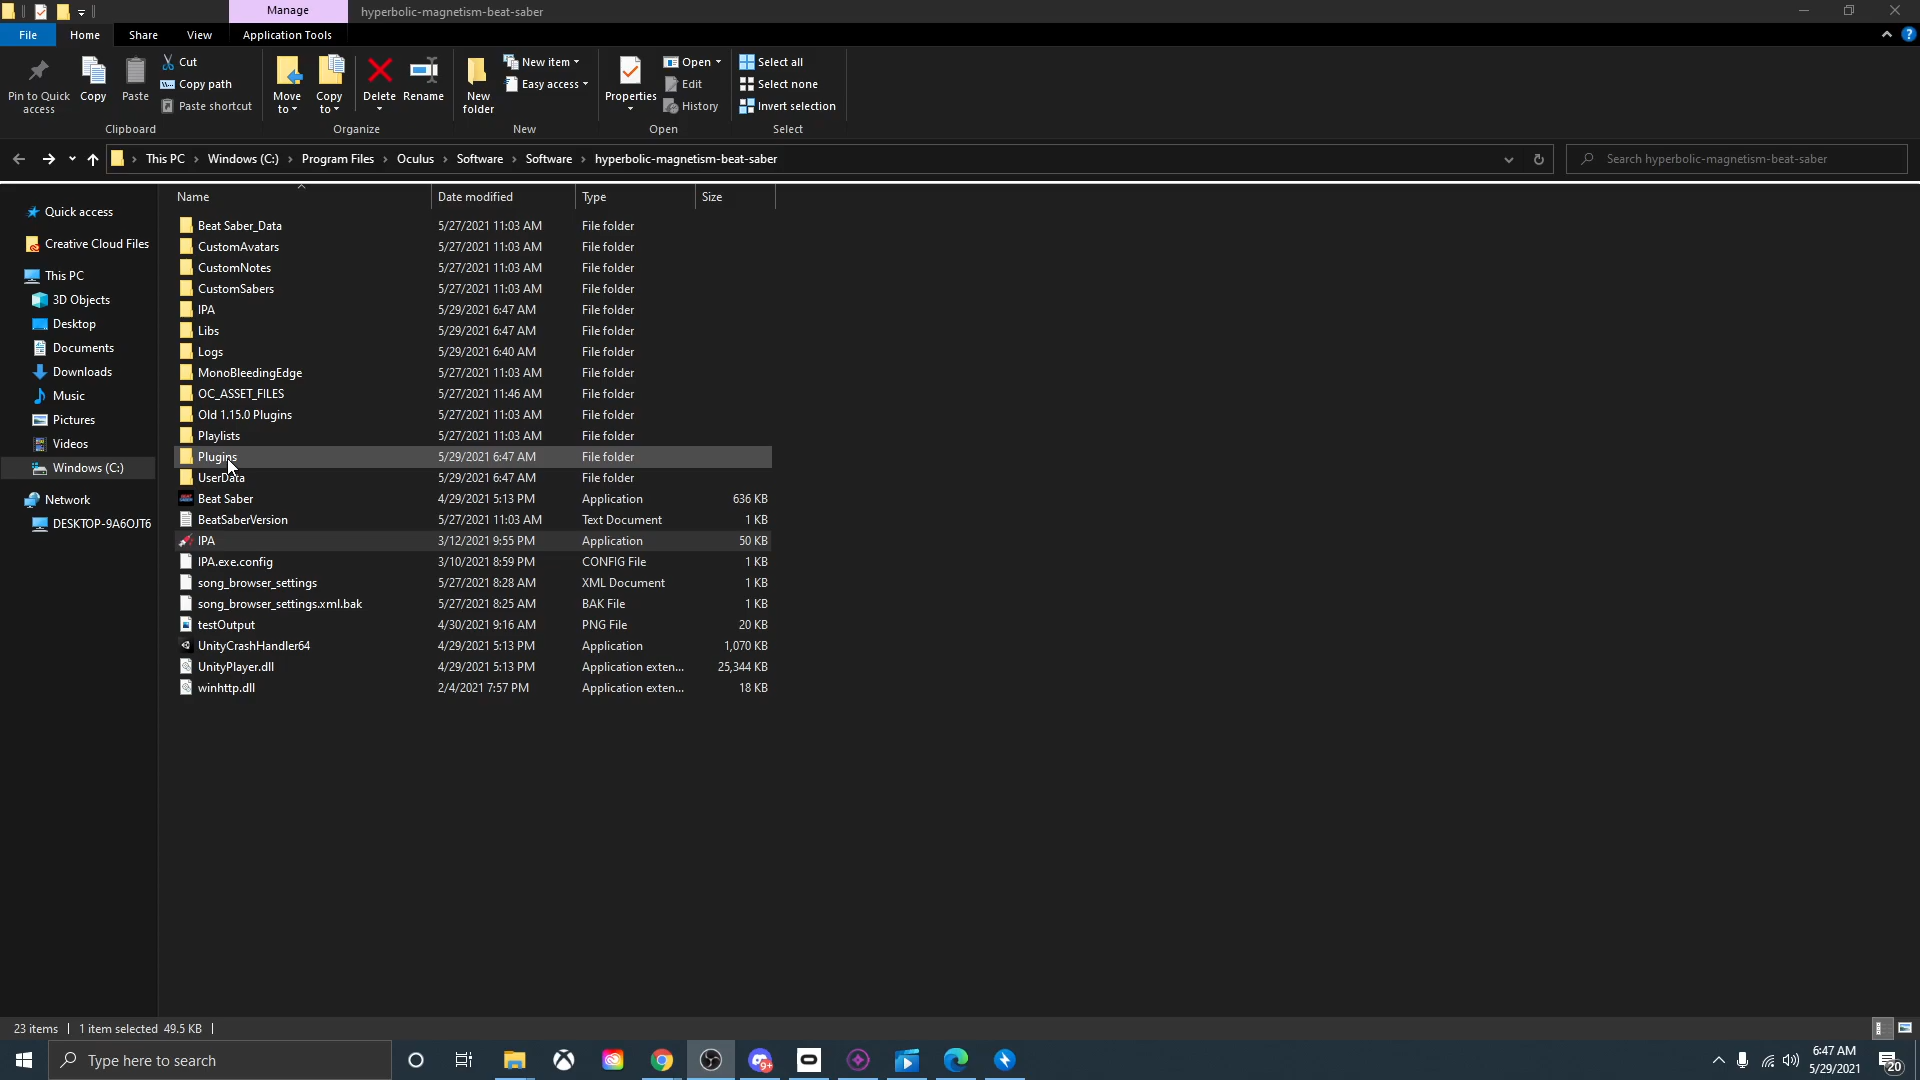 Manage hyperbolic-magnetism-beat-saber
File Home Share View Application Tools
Pin to Quick access
Copy
Paste
Cut
Copy path
Paste shortcut
Clipboard
Move to
Copy to
Delete
Rename
Organize
New folder
New item
Easy access
New
Properties
Open
Edit
History
Open
Select all
Select none
Invert selection
Select
This PC Windows (C:) Program Files Oculus Software Software hyperbolic-magnetism-beat-saber
Search hyperbolic-magnetism-beat-saber
Quick access
Creative Cloud Files
This PC
3D Objects
Desktop
Documents
Downloads
Music
Pictures
Videos
Windows (C:)
Network
DESKTOP-9A6OJT6
Name Date modified Type Size
Beat Saber_Data 5/27/2021 11:03 AM File folder
CustomAvatars 5/27/2021 11:03 AM File folder
CustomNotes 5/27/2021 11:03 AM File folder
CustomSabers 5/27/2021 11:03 AM File folder
IPA 5/29/2021 6:47 AM File folder
Libs 5/29/2021 6:47 AM File folder
Logs 5/29/2021 6:40 AM File folder
MonoBleedingEdge 5/27/2021 11:03 AM File folder
OC_ASSET_FILES 5/27/2021 11:46 AM File folder
Old 1.15.0 Plugins 5/27/2021 11:03 AM File folder
Playlists 5/27/2021 11:03 AM File folder
Plugins 5/29/2021 6:47 AM File folder
UserData 5/29/2021 6:47 AM File folder
Beat Saber 4/29/2021 5:13 PM Application 636 KB
BeatSaberVersion 5/27/2021 11:03 AM Text Document 1 KB
IPA 3/12/2021 9:55 PM Application 50 KB
IPA.exe.config 3/10/2021 8:59 PM CONFIG File 1 KB
song_browser_settings 5/27/2021 8:28 AM XML Document 1 KB
song_browser_settings.xml.bak 5/27/2021 8:25 AM BAK File 1 KB
testOutput 4/30/2021 9:16 AM PNG File 20 KB
UnityCrashHandler64 4/29/2021 5:13 PM Application 1,070 KB
UnityPlayer.dll 4/29/2021 5:13 PM Application exten... 25,344 KB
winhttp.dll 2/4/2021 7:57 PM Application exten... 18 KB
23 items 1 item selected 49.5 KB
Type here to search
9+
6:47 AM
5/29/2021
20